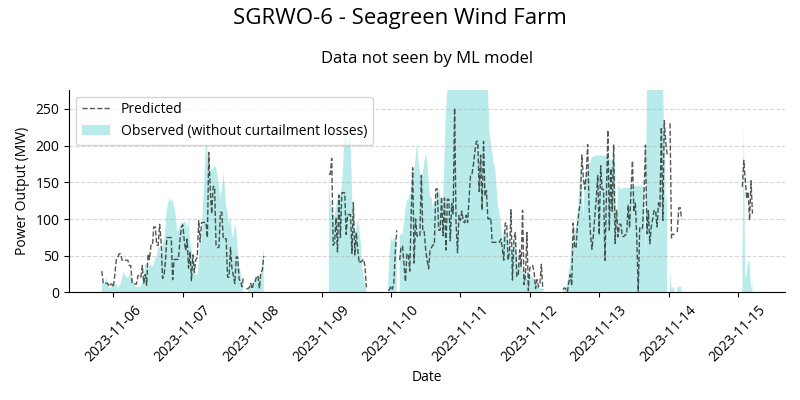 SGRWO-6 - Seagreen Wind Farm
Data not seen by ML model
Predicted
Observed (without curtailment losses)
Power Output (MW)
250
200
150
100
50
0
2023-11-06
2023-11-07
2023-11-08
2023-11-09
2023-11-10
2023-11-11
2023-11-12
2023-11-13
2023-11-14
2023-11-15
Date